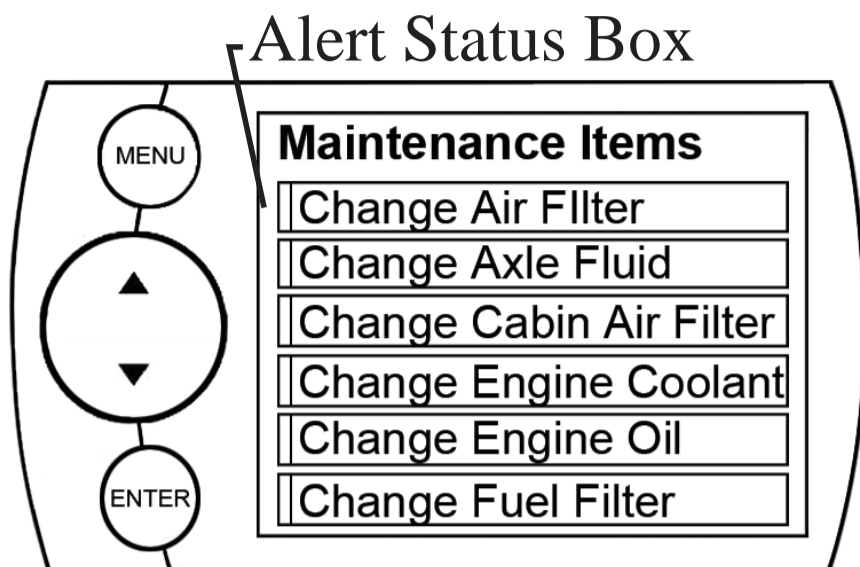 Alert Status Box
MENU
Maintenance Items
Change Air FIlter
Change Axle Fluid
Change Cabin Air Filter
Change Engine Coolant
Change Engine Oil
ENTER
Change Fuel Filter